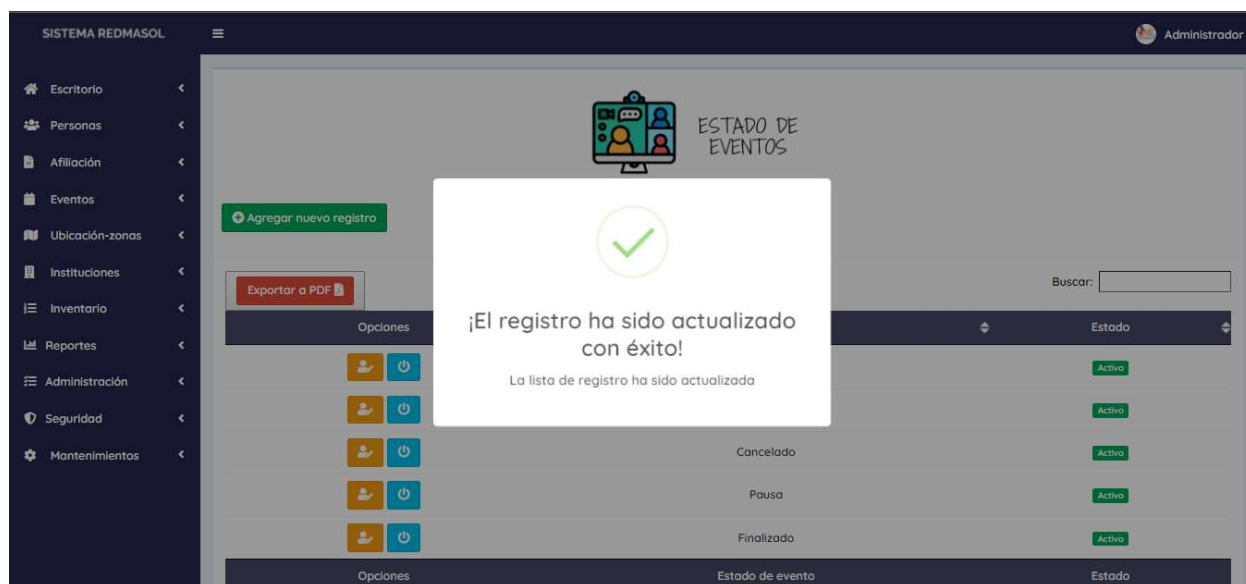 SISTEMA REDMASOL
Administrador
Escritorio
Personas
Afiliación
Eventos
Ubicación-zonas
Instituciones
Inventario
Reportes
Administración
Seguridad
Mantenimientos
ESTADO DE
EVENTOS
Agregar nuevo registro
Exportar a PDF
Buscar:
Opciones Estado
¡El registro ha sido actualizado
con éxito!
La lista de registro ha sido actualizada
Activo
Activo
Cancelado Activo
Pausa Activo
Finalizado Activo
Opciones Estado de evento Estado